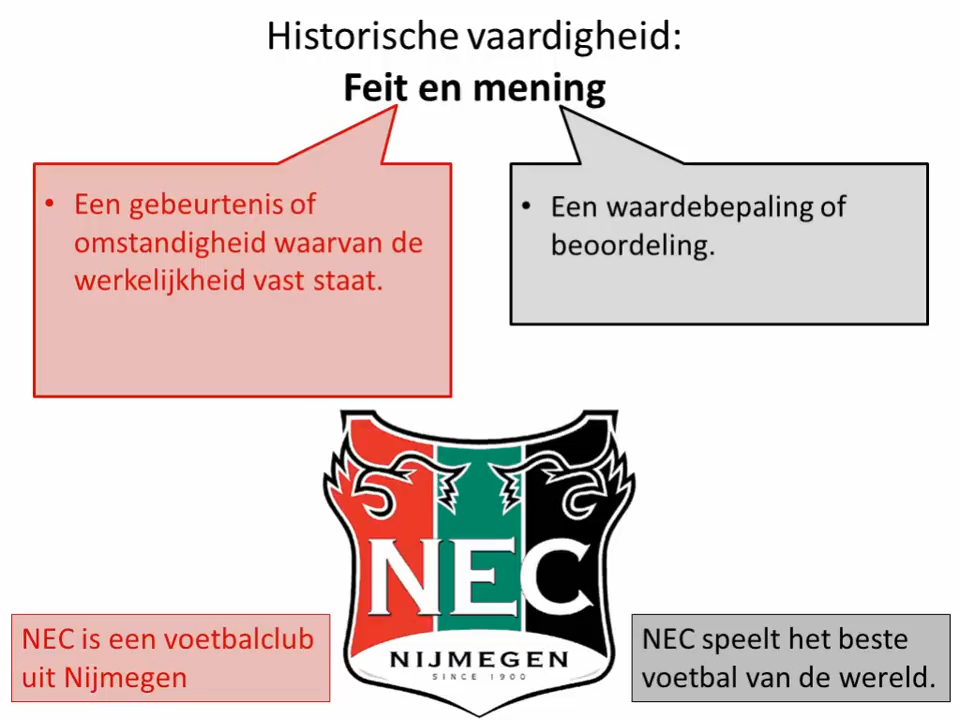 Historische vaardigheid:
Feit en mening
• Een gebeurtenis of
omstandigheid waarvan de
werkelijkheid vast staat.
• Een waardebepaling of
beoordeling.
NEC
NIJMEGEN
SINCE 1900
NEC is een voetbalclub
uit Nijmegen
NEC speelt het beste
voetbal van de wereld.